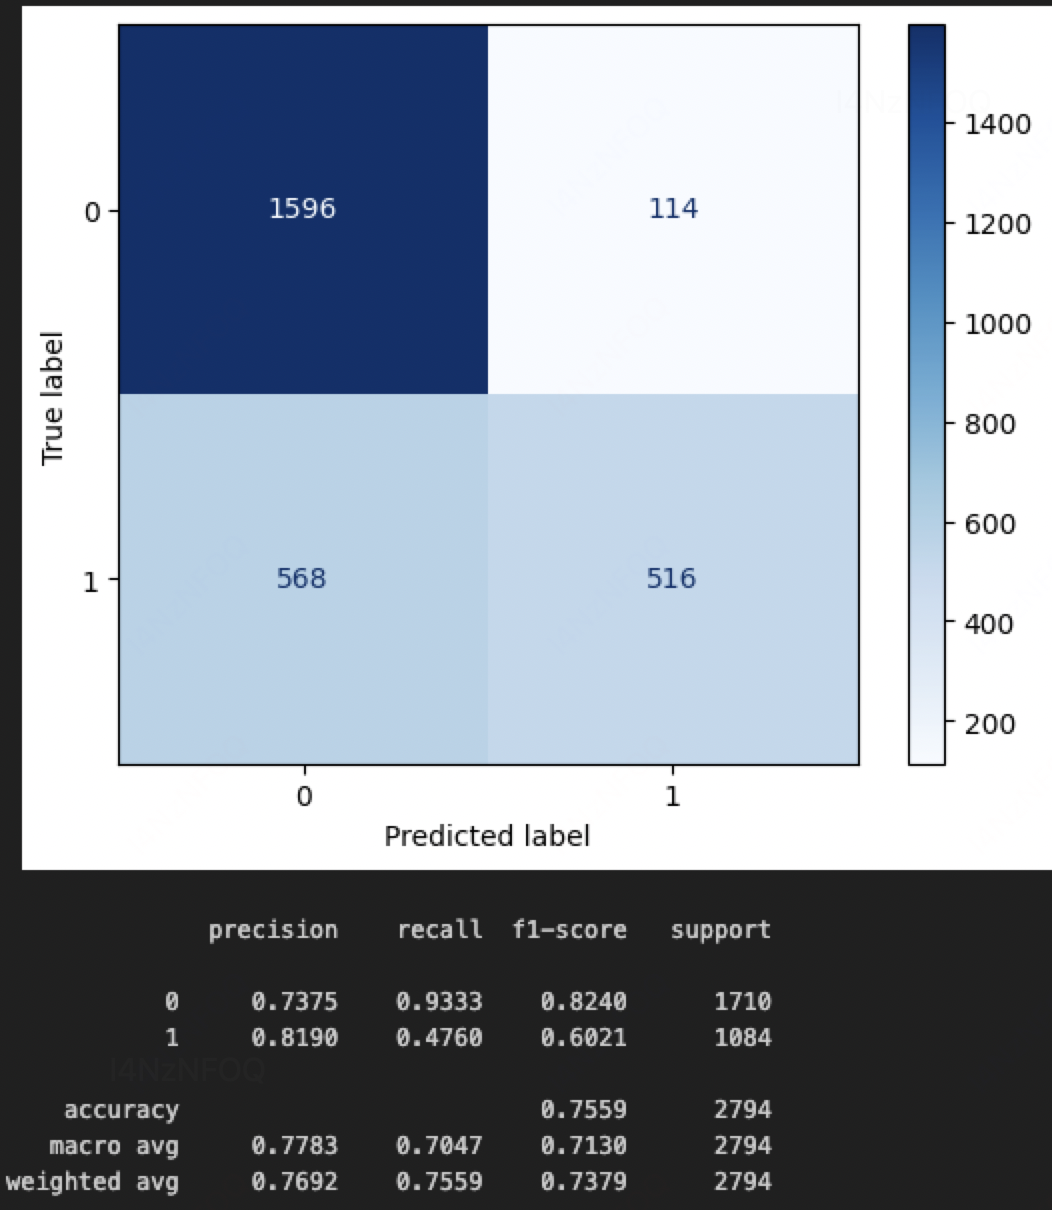 1400
1200
1000
800
600
400
200
0
1596
114
True label
1
568
516
0 1
Predicted label
precision recall f1-score support
0 0.7375 0.9333 0.8240 1710
1 0.8190 0.4760 0.6021 1084
I4NzNFOQ
accuracy 0.7559 2794
macro avg 0.7783 0.7047 0.7130 2794
weighted avg 0.7692 0.7559 0.7379 2794